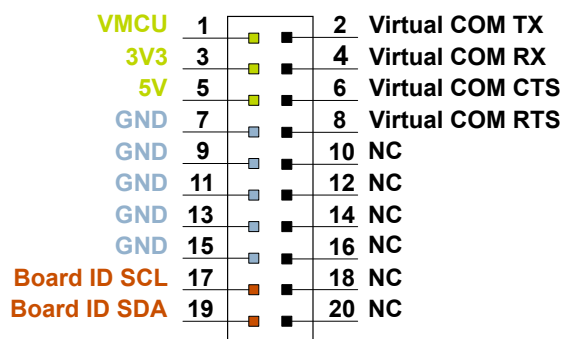 VMCU 1 2 Virtual COM TX
3V3 3 4 Virtual COM RX
5V 5 6 Virtual COM CTS
GND 7 8 Virtual COM RTS
GND 9 10 NC
GND 11 12 NC
GND 13 14 NC
GND 15 16 NC
Board ID SCL 17 18 NC
Board ID SDA 19 20 NC